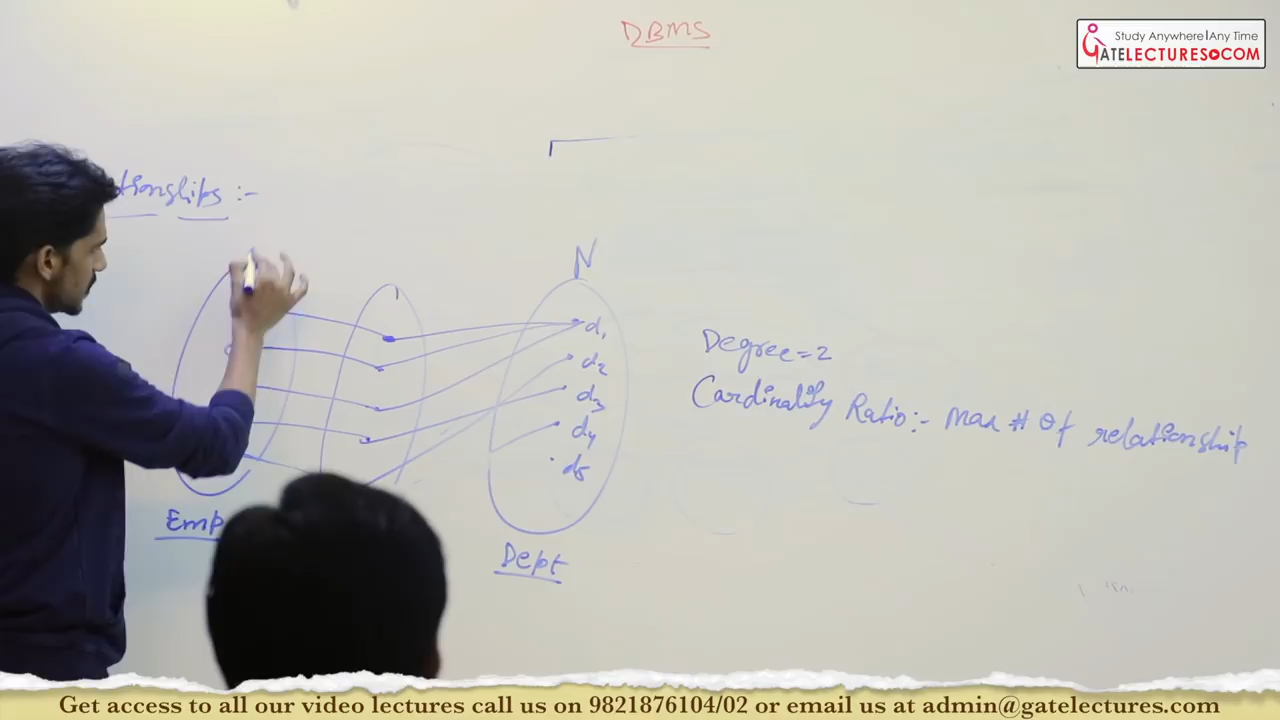 DBMS
Study Anywhere|Any Time
GATELECTURES.COM
:-
N
d1
d2
d3
d4
d5
Emp
Dept
Degree=2
Cardinality Ratio:- Max # Of relationship
Get access to all our video lectures call us on 9821876104/02 or email us at admin@gatelectures.com